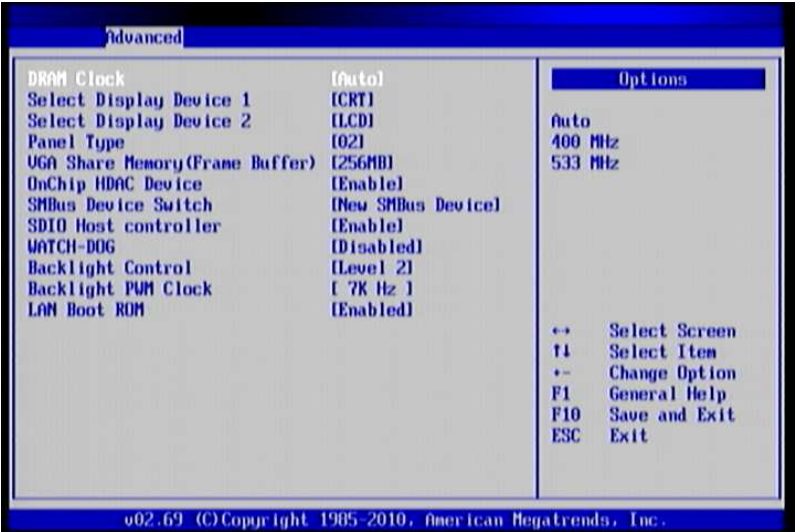 Advanced
DRAM Clock [Auto]
Select Display Device 1 [CRT]
Select Display Device 2 [LCD]
Panel Type [02]
VGA Share Memory(Frame Buffer) [256MB]
OnChip HDAC Device [Enable]
SMBus Device Switch [New SMBus Device]
SDIO Host controller [Enable]
WATCH-DOG [Disabled]
Backlight Control [Level 2]
Backlight PWM Clock [ 7K Hz ]
LAN Boot ROM [Enabled]
Options
Auto
400 MHz
533 MHz
↔ Select Screen
↑↓ Select Item
+- Change Option
F1 General Help
F10 Save and Exit
ESC Exit
v02.69 (C)Copyright 1985-2010, American Megatrends, Inc.